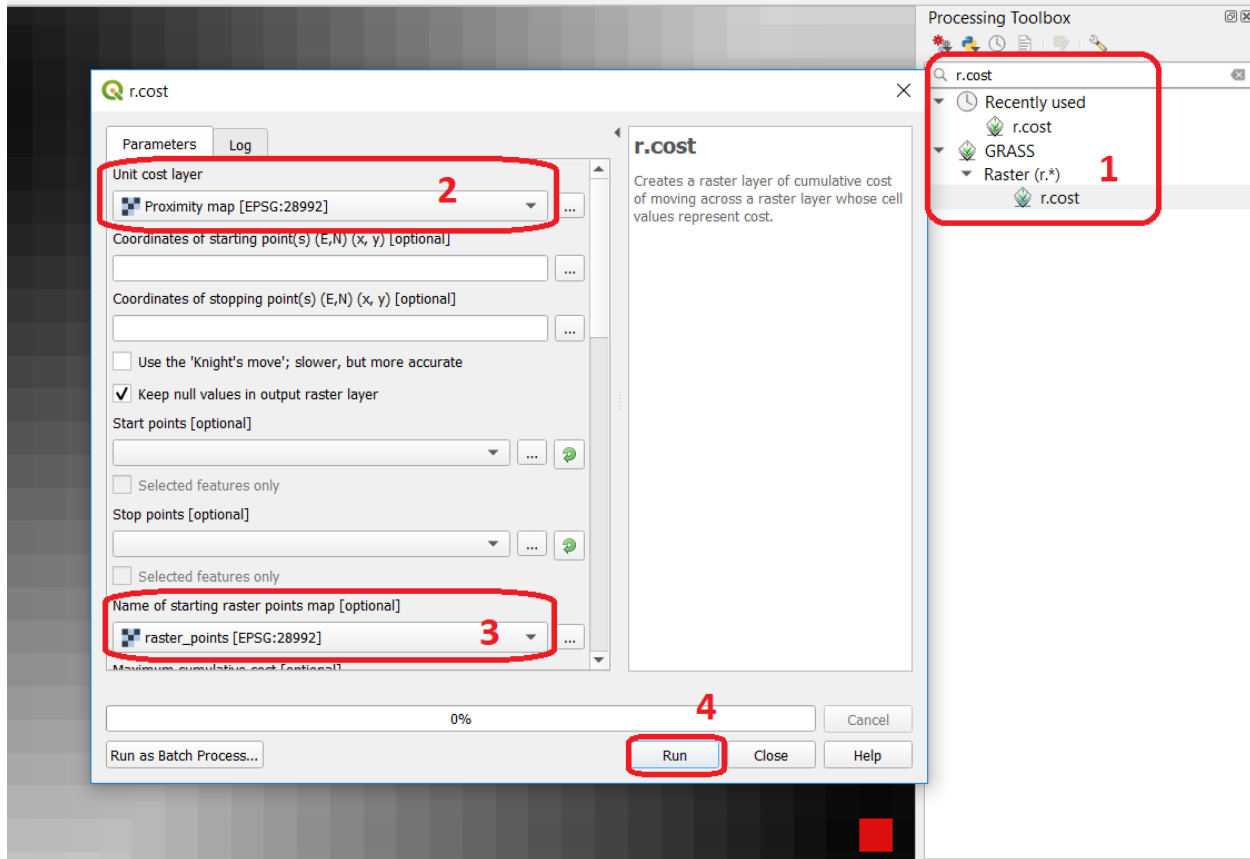 Processing Toolbox
r.cost
Recently used
r.cost
GRASS
Raster (r.*)
r.cost
1
r.cost
Parameters
Log
Unit cost layer
Proximity map [EPSG:28992]
...
2
Coordinates of starting point(s) (E,N) (x, y) [optional]
...
Coordinates of stopping point(s) (E,N) (x, y) [optional]
...
Use the 'Knight's move'; slower, but more accurate
Keep null values in output raster layer
Start points [optional]
...
Selected features only
Stop points [optional]
...
Selected features only
Name of starting raster points map [optional]
raster_points [EPSG:28992]
...
3
Maximum cumulative cost [optional]
r.cost
Creates a raster layer of cumulative cost
of moving across a raster layer whose cell
values represent cost.
0%
4
Cancel
Run as Batch Process...
Run
Close
Help